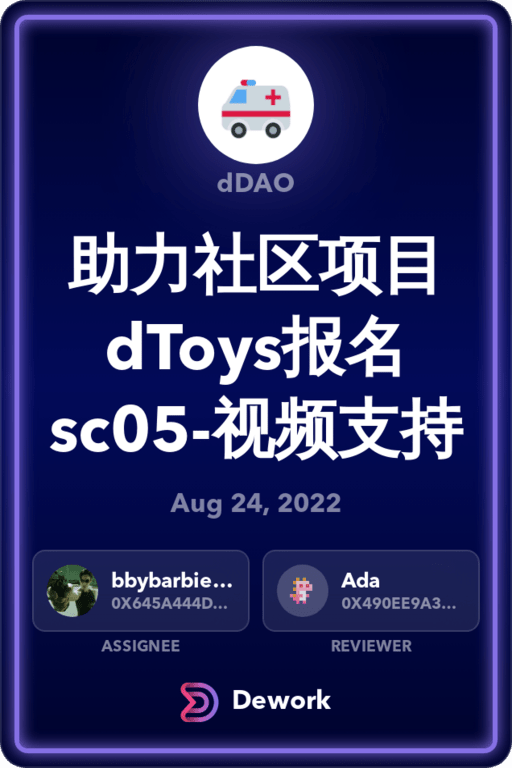 dDAO
助力社区项目
dToys报名
sc05-视频支持
Aug 24, 2022
bbybarbie...
0X645A444D...
ASSIGNEE
Ada
0X490EE9A3...
REVIEWER
Dework